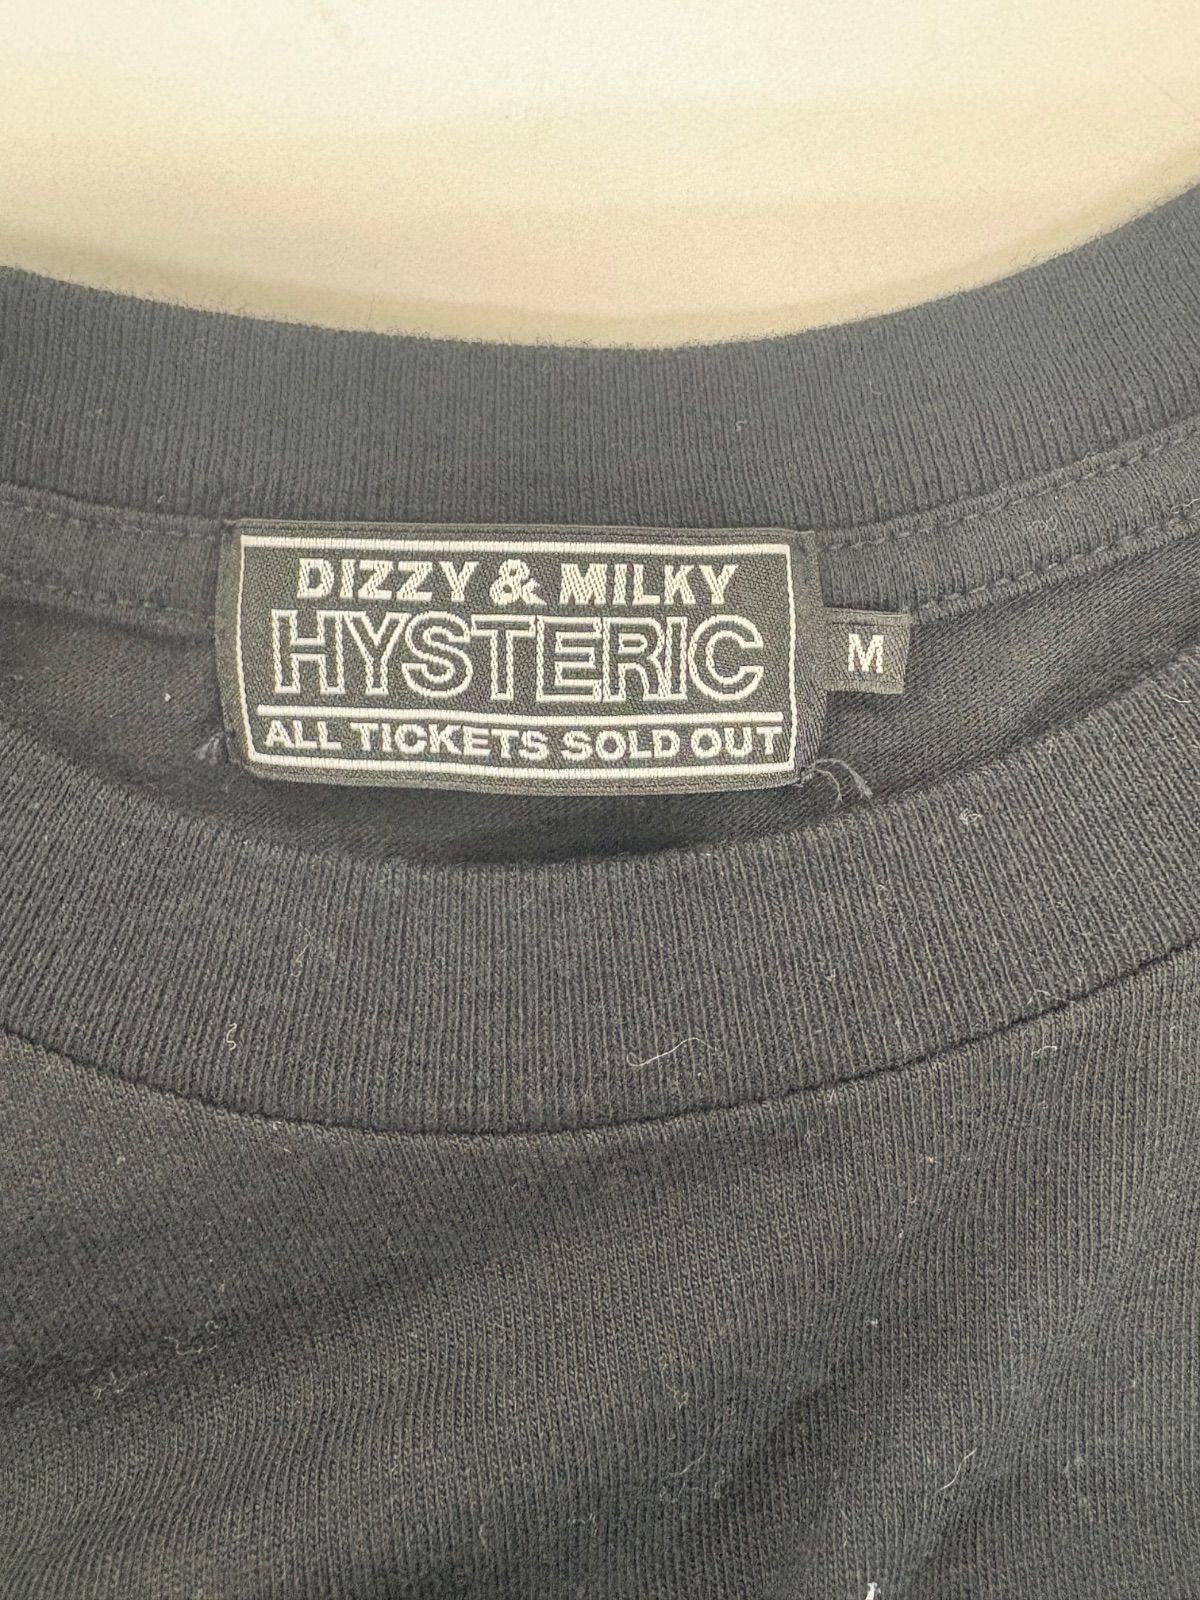 DIZZY & MILKY
HYSTERIC
ALL TICKETS SOLD OUT
M